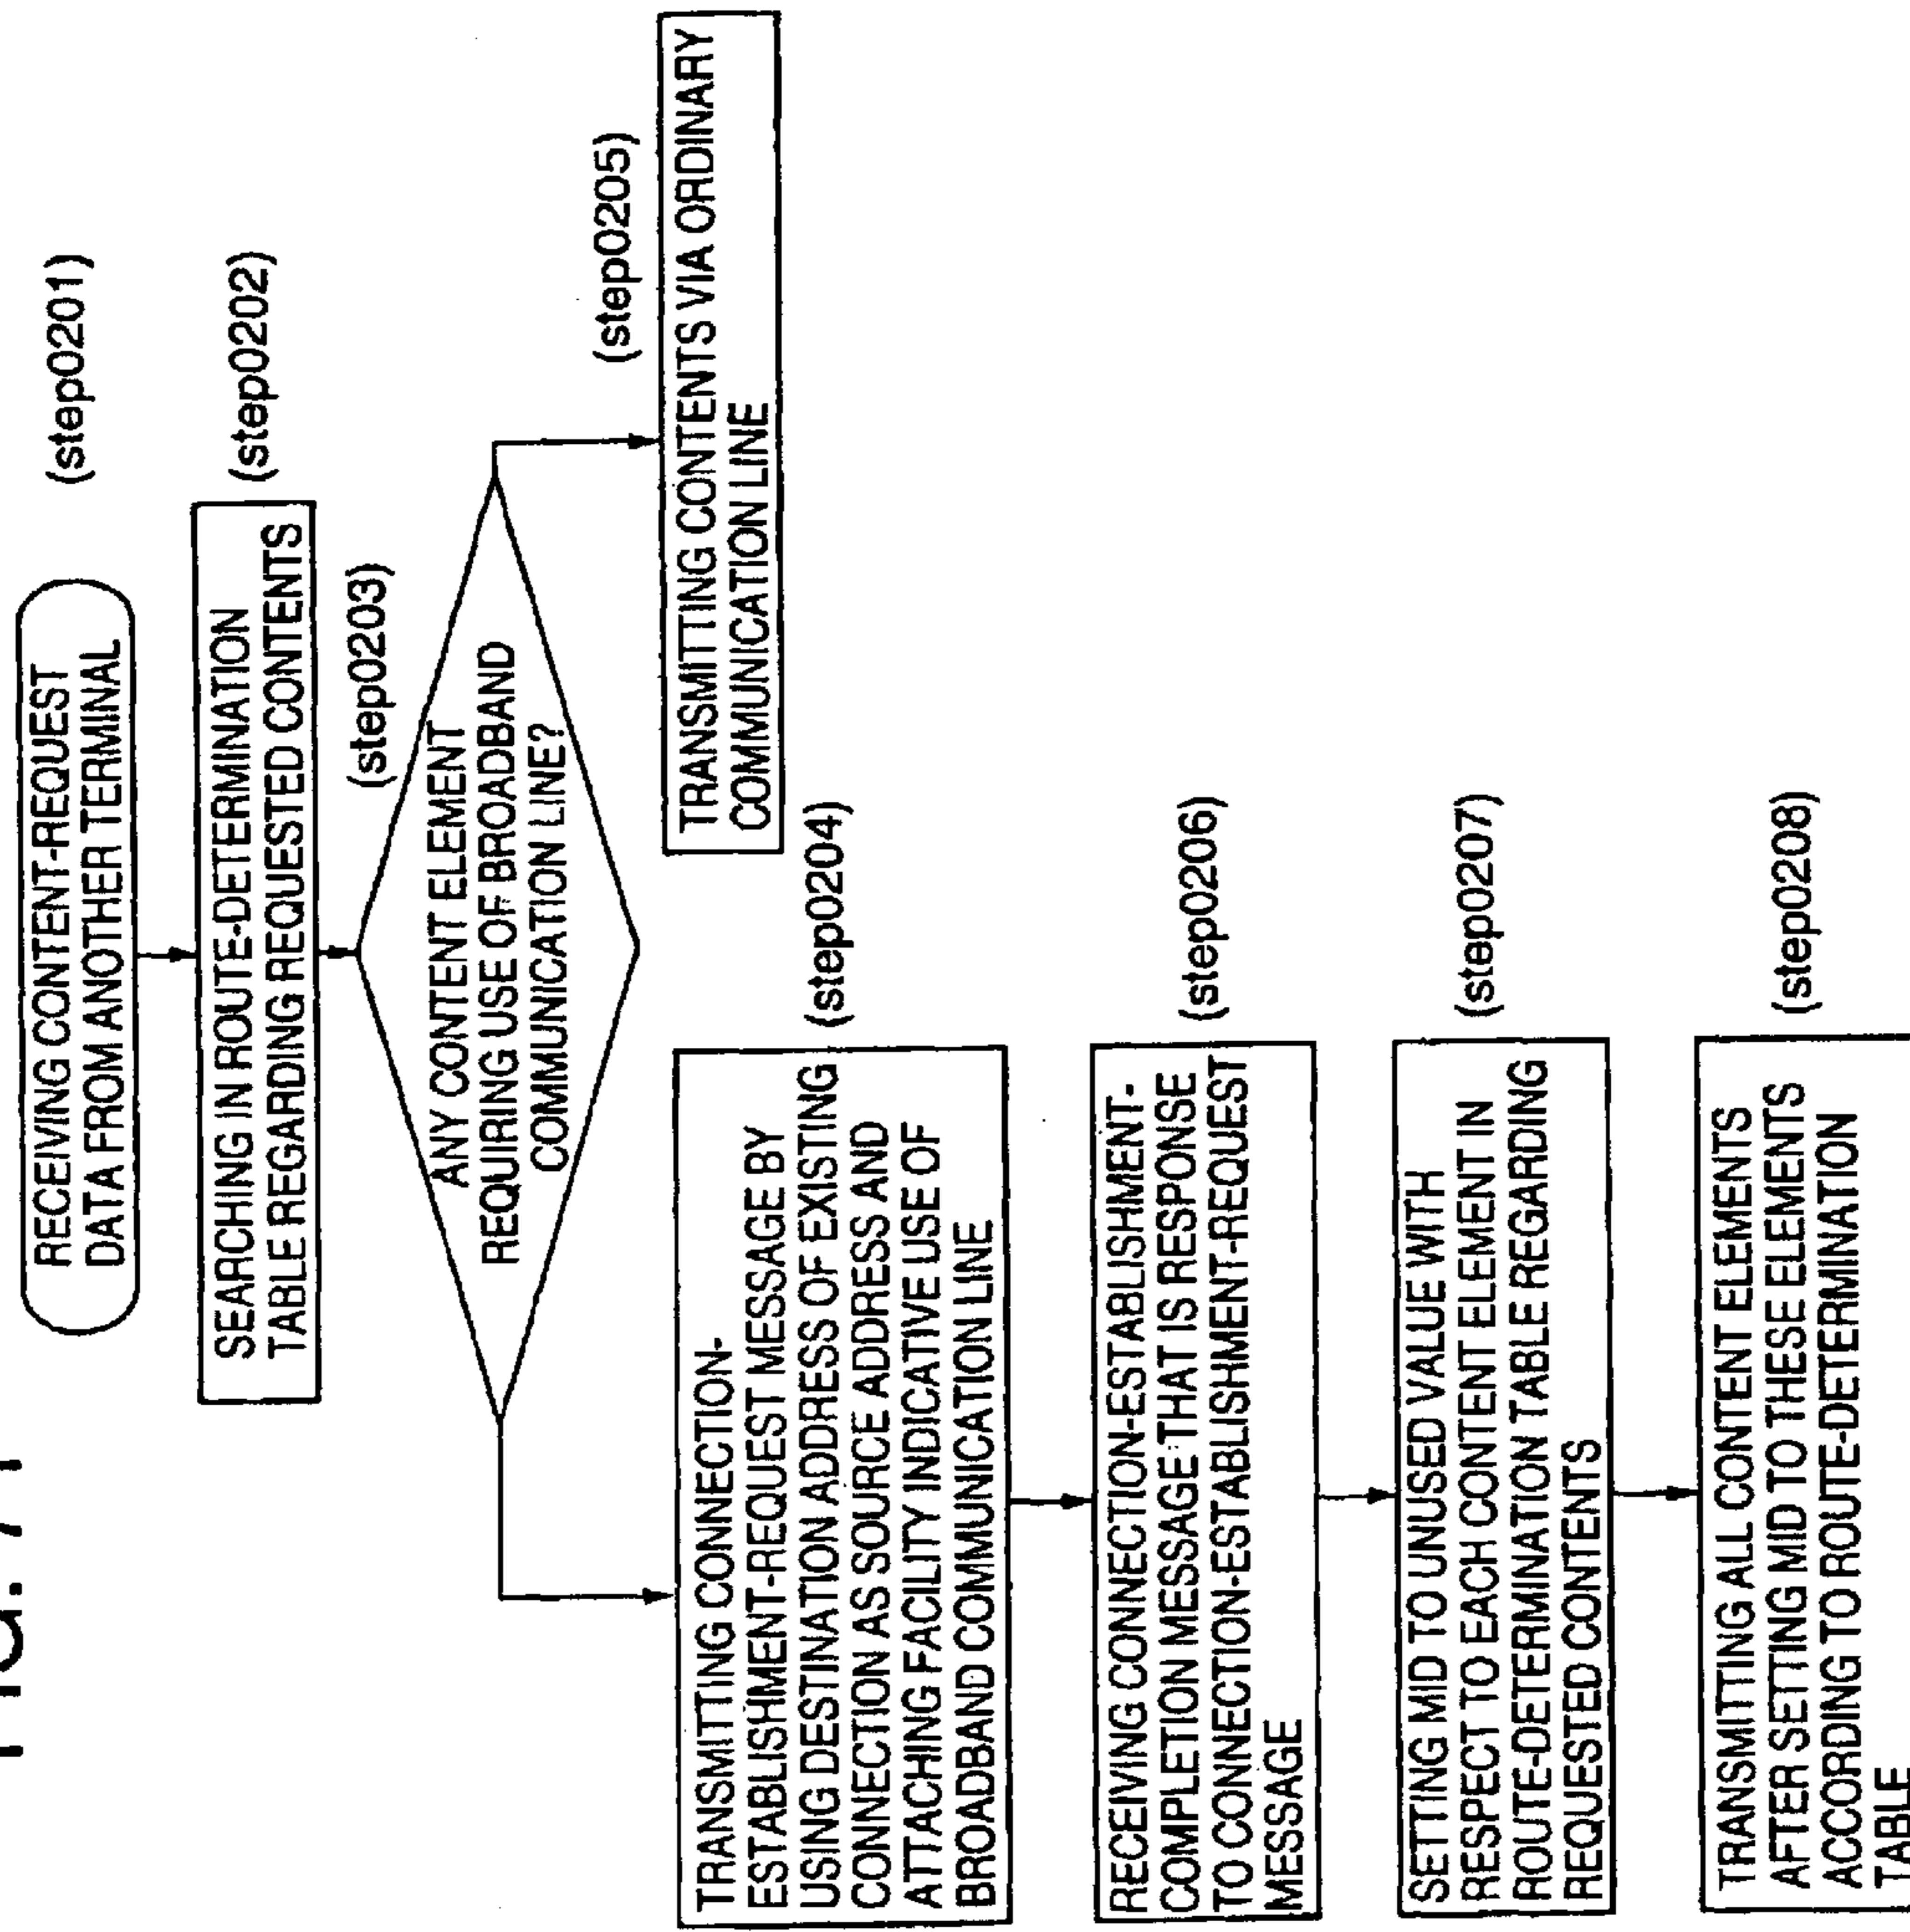 RECEIVING CONTENT-REQUEST
DATA FROM ANOTHER TERMINAL
(step0201)
SEARCHING IN ROUTE-DETERMINATION
TABLE REGARDING REQUESTED CONTENTS
(step0202)
(step0203)
ANY CONTENT ELEMENT
REQUIRING USE OF BROADBAND
COMMUNICATION LINE?
(step0205)
TRANSMITTING CONTENTS VIA ORDINARY
COMMUNICATION LINE
(step0204)
TRANSMITTING CONNECTION-
ESTABLISHMENT-REQUEST MESSAGE BY
USING DESTINATION ADDRESS OF EXISTING
CONNECTION AS SOURCE ADDRESS AND
ATTACHING FACILITY INDICATIVE USE OF
BROADBAND COMMUNICATION LINE
(step0206)
RECEIVING CONNECTION-ESTABLISHMENT-
COMPLETION MESSAGE THAT IS RESPONSE
TO CONNECTION-ESTABLISHMENT-REQUEST
MESSAGE
(step0207)
SETTING MID TO UNUSED VALUE WITH
RESPECT TO EACH CONTENT ELEMENT IN
ROUTE-DETERMINATION TABLE REGARDING
REQUESTED CONTENTS
(step0208)
TRANSMITTING ALL CONTENT ELEMENTS
AFTER SETTING MID TO THESE ELEMENTS
ACCORDING TO ROUTE-DETERMINATION
TABLE